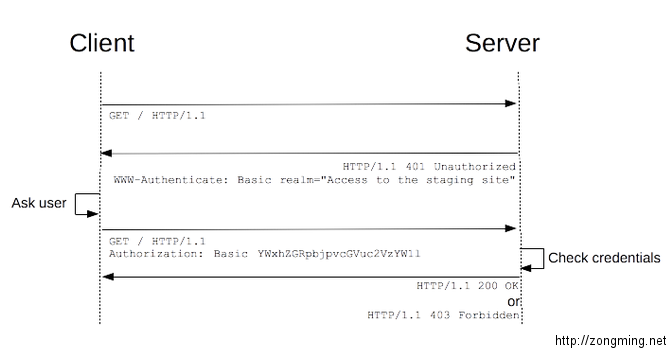 Client
Server
GET / HTTP/1.1
HTTP/1.1 401 Unauthorized
WWW-Authenticate: Basic realm="Access to the staging site"
Ask user
GET / HTTP/1.1
Authorization: Basic YWxhZGRpbjpvcGVuc2VzYW1l
Check credentials
HTTP/1.1 200 OK
or
HTTP/1.1 403 Forbidden
http://zongming.net